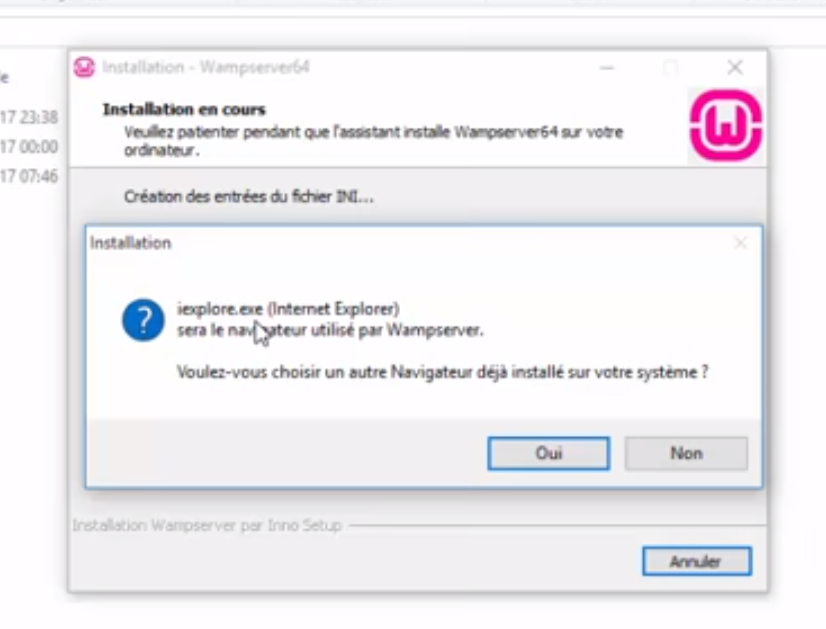 Installation - Wampserver64
Installation en cours
Veuillez patienter pendant que l'assistant installe Wampserver64 sur votre
ordinateur.
17 23:38
17 00:00
17 07:46
Création des entrées du fichier INI...
Installation
?
iexplore.exe (Internet Explorer)
sera le navigateur utilisé par Wampserver.
Voulez-vous choisir un autre Navigateur déjà installé sur votre système ?
Oui
Non
Installation Wampserver par Inno Setup
Annuler